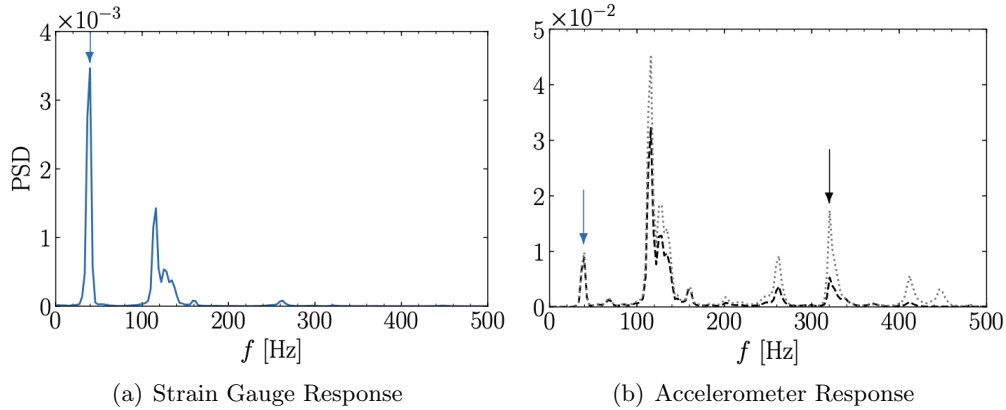 ×10⁻³
4
3
2
1
0
PSD
0 100 200 300 400 500
f [Hz]
(a) Strain Gauge Response
×10⁻²
5
4
3
2
1
0
0 100 200 300 400 500
f [Hz]
(b) Accelerometer Response